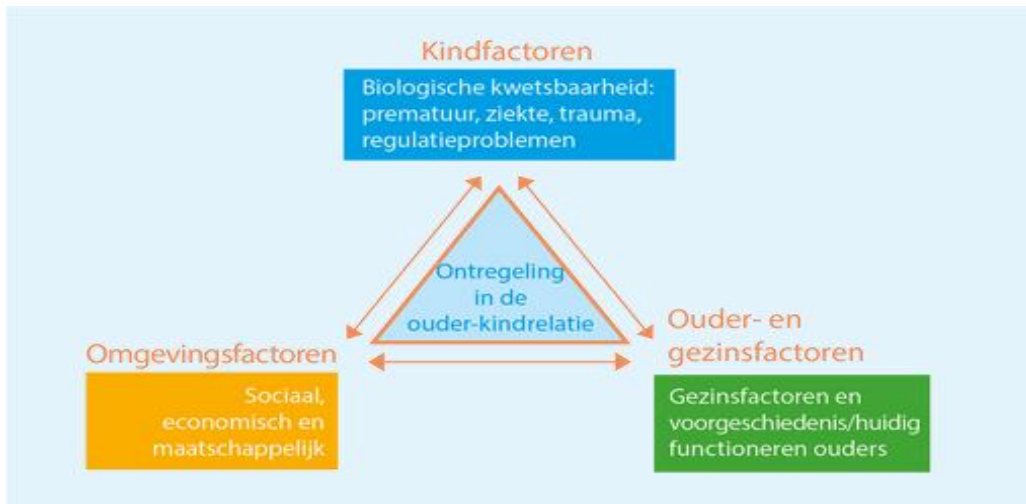 Kindfactoren
Biologische kwetsbaarheid:
prematuur, ziekte, trauma,
regulatieproblemen
Ontregeling
in de
ouder-kindrelatie
Omgevingsfactoren
Sociaal,
economisch en
maatschappelijk
Ouder- en
gezinsfactoren
Gezinsfactoren en
voorgeschiedenis/huidig
functioneren ouders